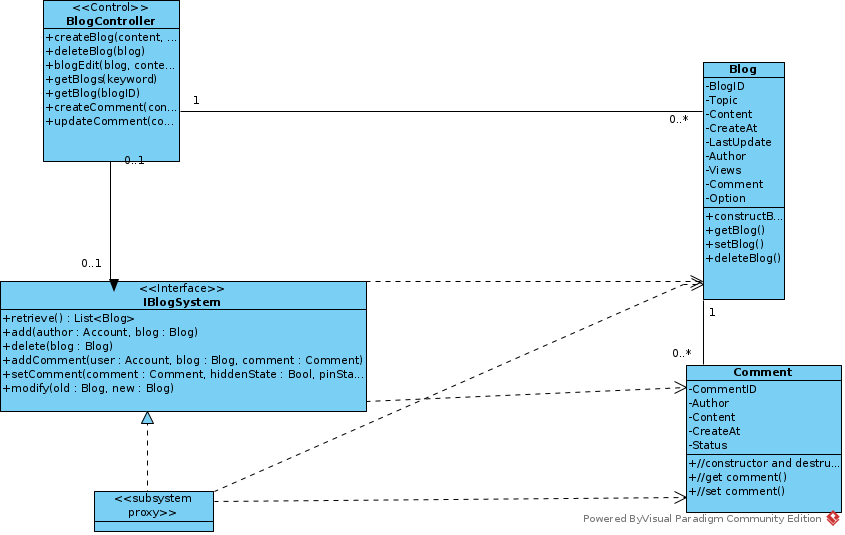 <<Control>>
BlogController
+createBlog(content, ...
+deleteBlog(blog)
+blogEdit(blog, conte...
+getBlogs(keyword)
+getBlog(blogID)
+createComment(con...
+updateComment(co...
1
0..*
0..1
0..1
Blog
-BlogID
-Topic
-Content
-CreateAt
-LastUpdate
-Author
-Views
-Comment
-Option
+constructB...
+getBlog()
+setBlog()
+deleteBlog()
<<Interface>>
IBlogSystem
+retrieve() : List<Blog>
+add(author : Account, blog : Blog)
+delete(blog : Blog)
+addComment(user : Account, blog : Blog, comment : Comment)
+setComment(comment : Comment, hiddenState : Bool, pinSta...
+modify(old : Blog, new : Blog)
1
0..*
Comment
-CommentID
-Author
-Content
-CreateAt
-Status
+//constructor and destru...
+//get comment()
+//set comment()
<<subsystem
proxy>>
Powered By Visual Paradigm Community Edition